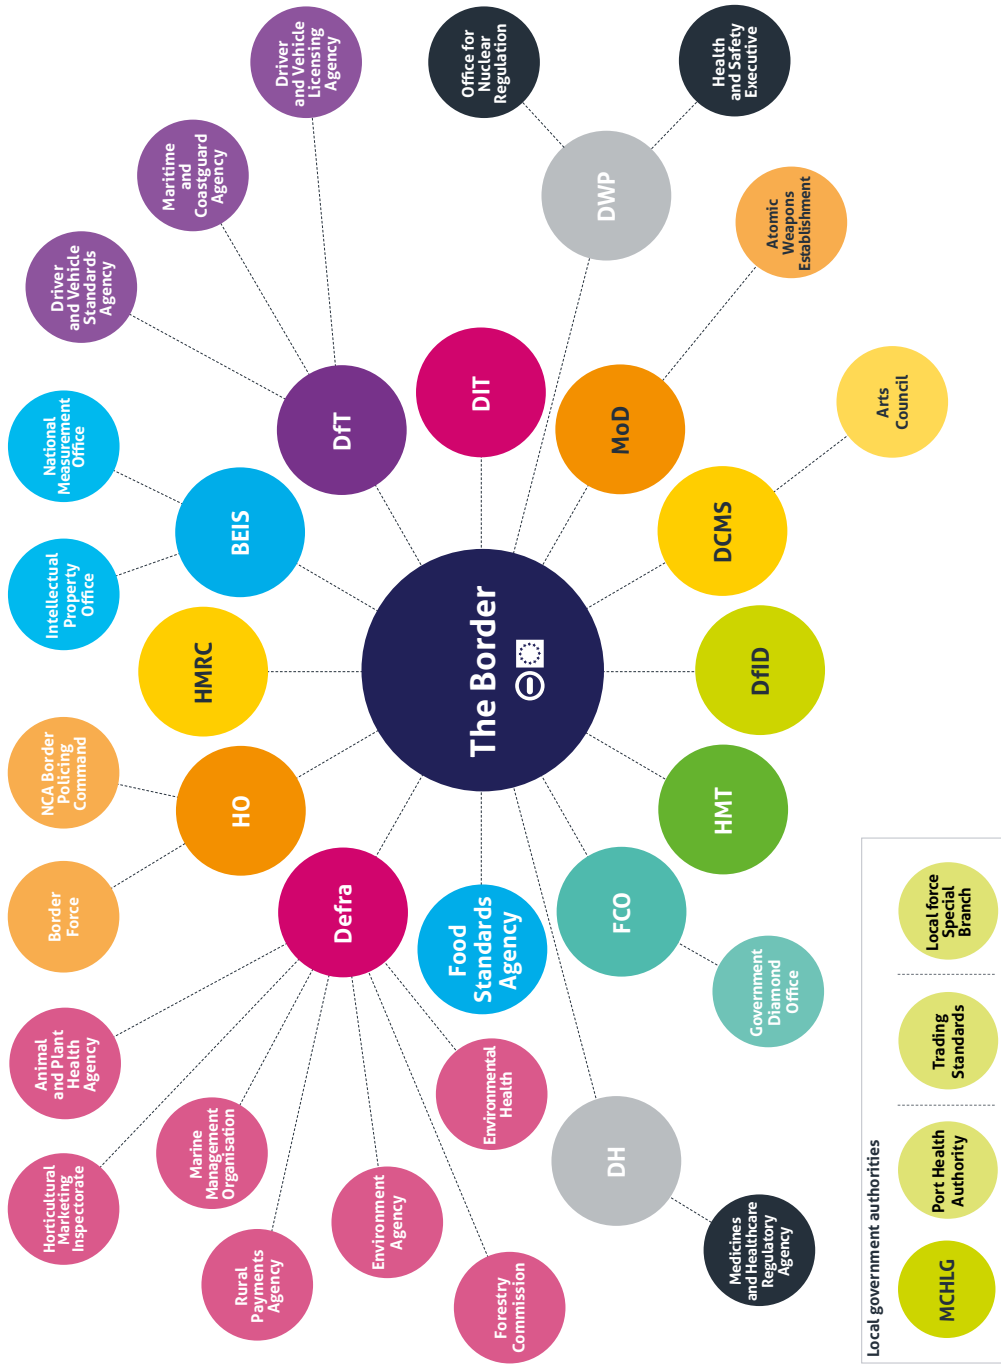 Driver
and Vehicle
Licensing
Agency
Maritime
and
Coastguard
Agency
Driver
and Vehicle
Standards
Agency
National
Measurement
Office
Intellectual
Property
Office
NCA Border
Policing
Command
Border
Force
Animal
and Plant
Health
Agency
Horticultural
Marketing
Inspectorate
Marine
Management
Organisation
Rural
Payments
Agency
Environment
Agency
Forestry
Commission
Environmental
Health
Office for
Nuclear
Regulation
Health
and Safety
Executive
DWP
Atomic
Weapons
Establishment
Arts
Council
DfT
DIT
MoD
DCMS
BEIS
HMRC
HO
Defra
Food
Standards
Agency
The Border
DfID
HMT
FCO
Government
Diamond
Office
DH
Medicines
and Healthcare
Regulatory
Agency
Local government authorities
MCHLG
Port Health
Authority
Trading
Standards
Local force
Special
Branch